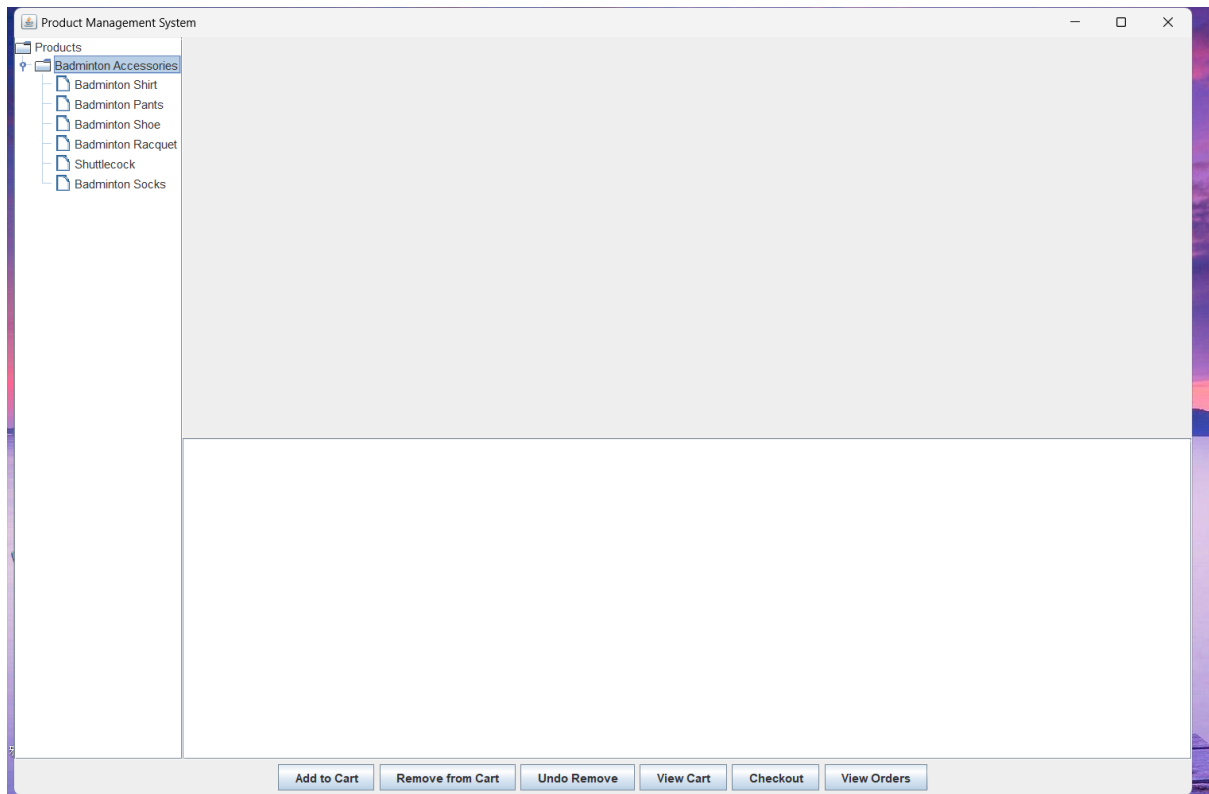 Product Management System
Products
Badminton Accessories
Badminton Shirt
Badminton Pants
Badminton Shoe
Badminton Racquet
Shuttlecock
Badminton Socks
Add to Cart Remove from Cart Undo Remove View Cart Checkout View Orders